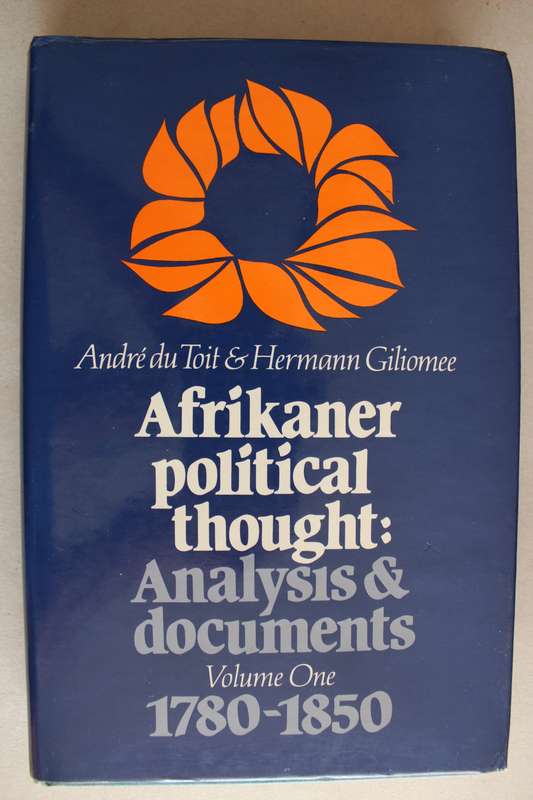 André du Toit & Hermann Giliomee
Afrikaner
political
thought:
Analysis &
documents
Volume One
1780-1850